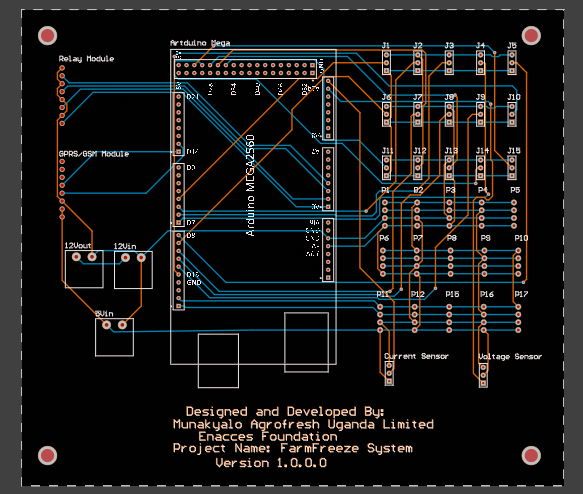 Artduino Mega
J1 J2 J3 J4 J5
Relay Module
D21
J6 J7 J8 J9 J10
Arduino MEGA2560
GPRS/GSM Module
D14
J11 J12 J13 J14 J15
D0
P1 P2 P3 P4 P5
D7
D8
P6 P7 P8 P9 P10
12Vout 12Vin
GND
P11 P12 P15 P16 P17
5Vin
Current Sensor Voltage Sensor
Designed and Developed By:
Munakyalo Agrofresh Uganda Limited
Enacces Foundation
Project Name: FarmFreeze System
Version 1.0.0.0